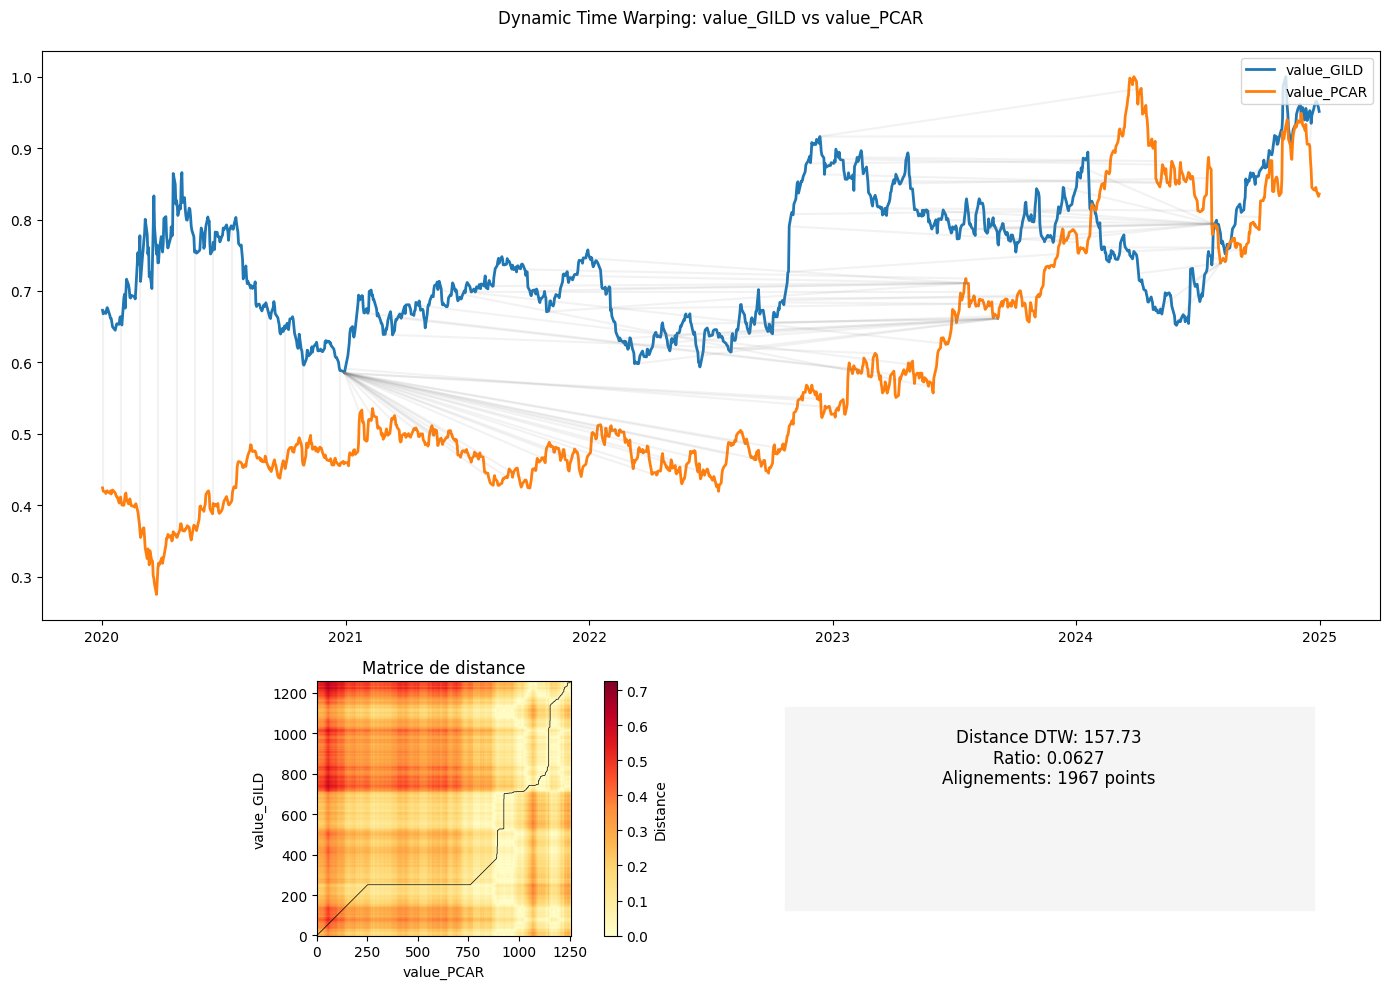 Dynamic Time Warping: value_GILD vs value_PCAR
value_GILD
value_PCAR
1.0
0.9
0.8
0.7
0.6
0.5
0.4
0.3
2020 2021 2022 2023 2024 2025
Matrice de distance
value_GILD
1200
1000
800
600
400
200
0
0 250 500 750 1000 1250
value_PCAR
0.7
0.6
0.5
0.4
0.3
0.2
0.1
0.0
Distance
Distance DTW: 157.73
Ratio: 0.0627
Alignements: 1967 points